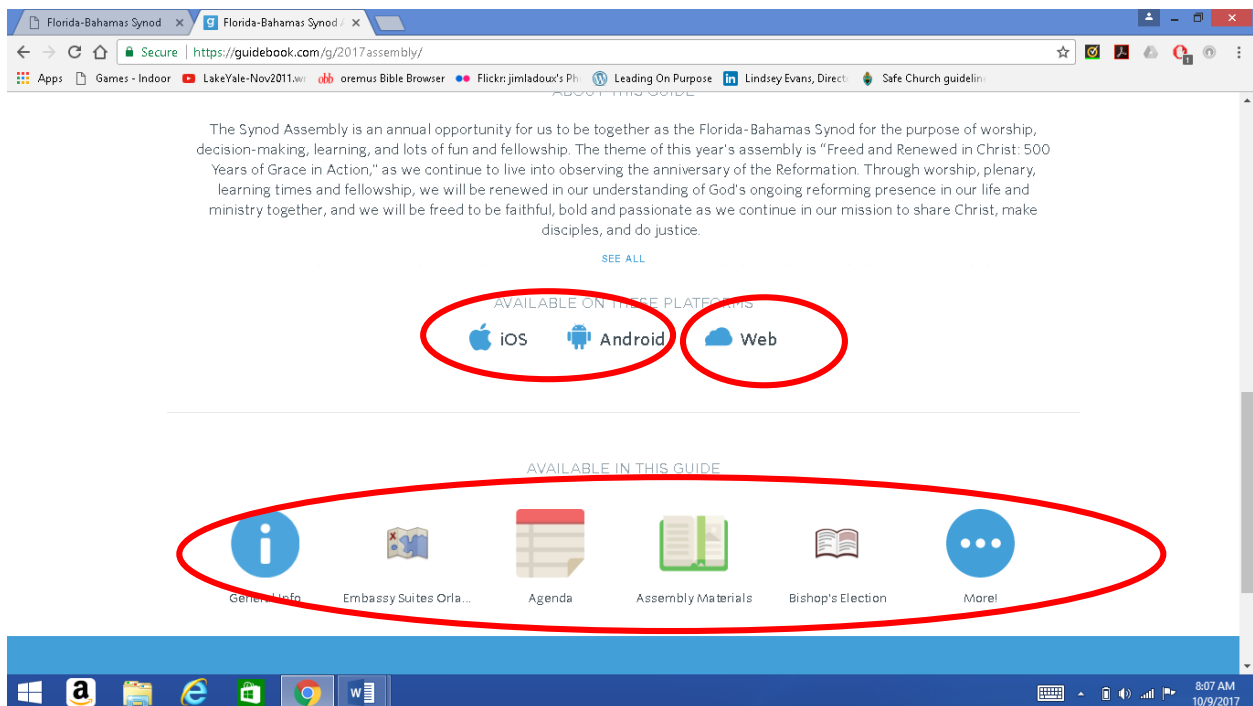 Florida-Bahamas Synod
Florida-Bahamas Synod A
Secure | https://guidebook.com/g/2017assembly/
Apps Games - Indoor LakeYale-Nov2011.w oremus Bible Browser Flickr: jimladoux's Ph Leading On Purpose Lindsey Evans, Direct Safe Church guidelin
ABOUT THIS GUIDE
The Synod Assembly is an annual opportunity for us to be together as the Florida-Bahamas Synod for the purpose of worship,
decision-making, learning, and lots of fun and fellowship. The theme of this year's assembly is “Freed and Renewed in Christ: 500
Years of Grace in Action," as we continue to live into observing the anniversary of the Reformation. Through worship, plenary,
learning times and fellowship, we will be renewed in our understanding of God's ongoing reforming presence in our life and
ministry together, and we will be freed to be faithful, bold and passionate as we continue in our mission to share Christ, make
disciples, and do justice.
SEE ALL
AVAILABLE ON THESE PLATFORMS
iOS Android Web
AVAILABLE IN THIS GUIDE
General Info Embassy Suites Orla... Agenda Assembly Materials Bishop's Election More!
8:07 AM
10/9/2017